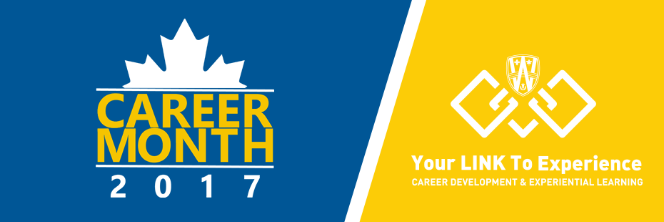 CAREER
MONTH
2017
Your LINK To Experience
CAREER DEVELOPMENT & EXPERIENTIAL LEARNING